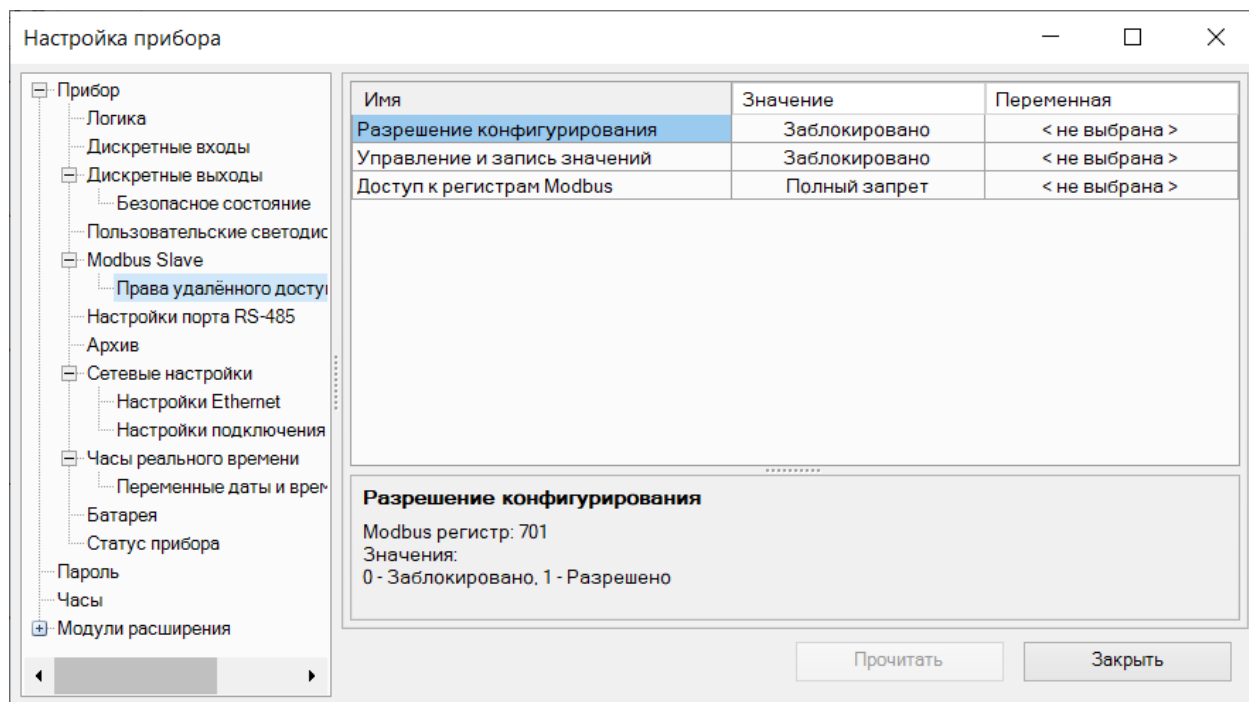 Настройка прибора
Прибор
Логика
Дискретные входы
Дискретные выходы
Безопасное состояние
Пользовательские светодис
Modbus Slave
Права удалённого досту
Настройки порта RS-485
Архив
Сетевые настройки
Настройки Ethernet
Настройки подключения
Часы реального времени
Переменные даты и врем
Батарея
Статус прибора
Пароль
Часы
Модули расширения
Имя Значение Переменная
Разрешение конфигурирования Заблокировано < не выбрана >
Управление и запись значений Заблокировано < не выбрана >
Доступ к регистрам Modbus Полный запрет < не выбрана >
Разрешение конфигурирования
Modbus регистр: 701
Значения:
0 - Заблокировано, 1 - Разрешено
Прочитать Закрыть